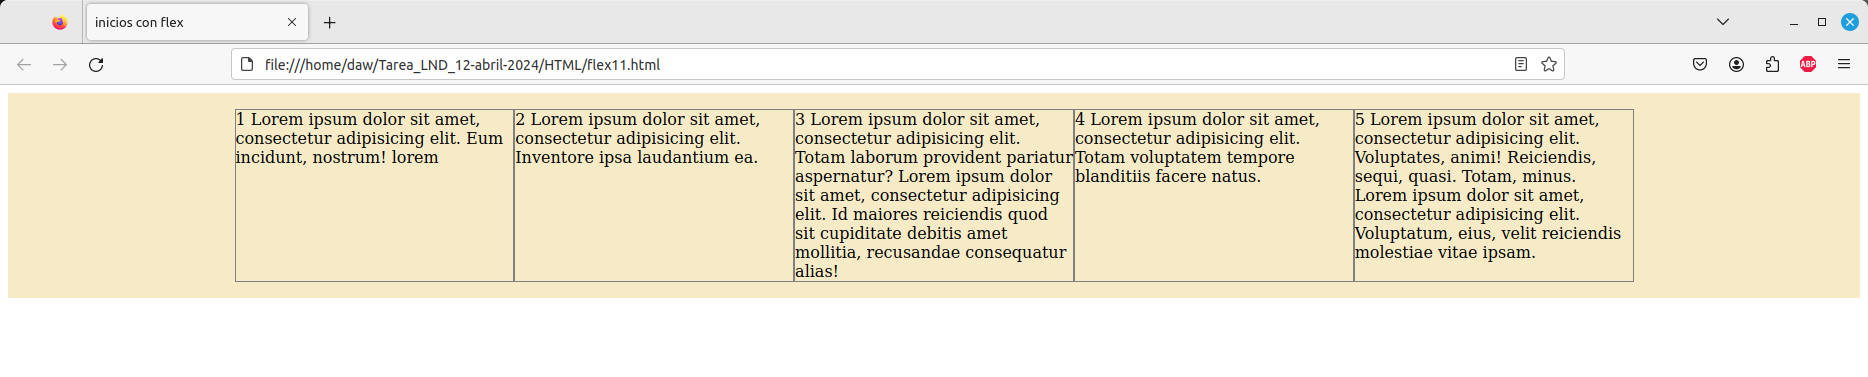 inicios con flex
file:///home/daw/Tarea_LND_12-abril-2024/HTML/flex11.html
ABP
1 Lorem ipsum dolor sit amet,
consectetur adipisicing elit. Eum
incidunt, nostrum! lorem
2 Lorem ipsum dolor sit amet,
consectetur adipisicing elit.
Inventore ipsa laudantium ea.
3 Lorem ipsum dolor sit amet,
consectetur adipisicing elit.
Totam laborum provident pariatur
aspernatur? Lorem ipsum dolor
sit amet, consectetur adipisicing
elit. Id maiores reiciendis quod
sit cupiditate debitis amet
mollitia, recusandae consequatur
alias!
4 Lorem ipsum dolor sit amet,
consectetur adipisicing elit.
Totam voluptatem tempore
blanditiis facere natus.
5 Lorem ipsum dolor sit amet,
consectetur adipisicing elit.
Voluptates, animi! Reiciendis,
sequi, quasi. Totam, minus.
Lorem ipsum dolor sit amet,
consectetur adipisicing elit.
Voluptatum, eius, velit reiciendis
molestiae vitae ipsam.